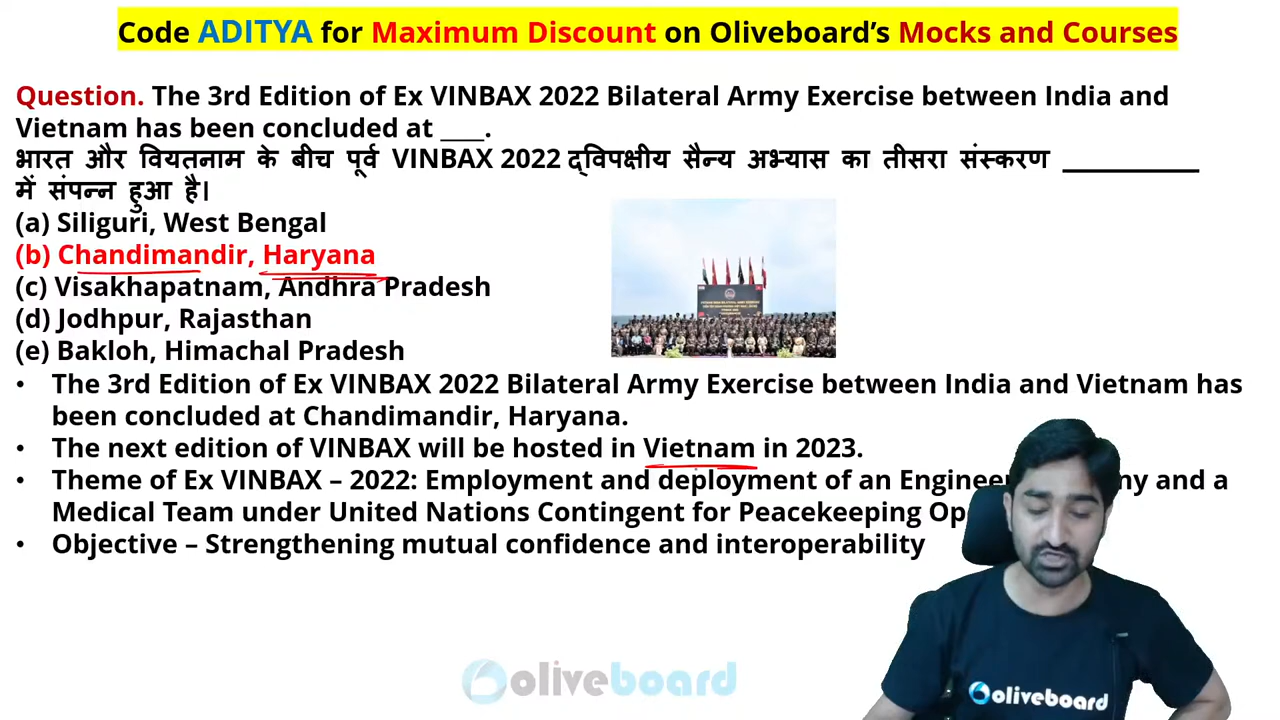 Code ADITYA for Maximum Discount on Oliveboard's Mocks and Courses
Question. The 3rd Edition of Ex VINBAX 2022 Bilateral Army Exercise between India and
Vietnam has been concluded at ____.
भारत और वियतनाम के बीच पूर्व VINBAX 2022 द्विपक्षीय सैन्य अभ्यास का तीसरा संस्करण ____________
में संपन्न हुआ है।
(a) Siliguri, West Bengal
(b) Chandimandir, Haryana
(c) Visakhapatnam, Andhra Pradesh
(d) Jodhpur, Rajasthan
(e) Bakloh, Himachal Pradesh
• The 3rd Edition of Ex VINBAX 2022 Bilateral Army Exercise between India and Vietnam has
been concluded at Chandimandir, Haryana.
• The next edition of VINBAX will be hosted in Vietnam in 2023.
• Theme of Ex VINBAX – 2022: Employment and deployment of an and a
Medical Team under United Nations Contingent for Peacekeeping
• Objective – Strengthening mutual confidence and interoperability
oliveboard
oliveboard